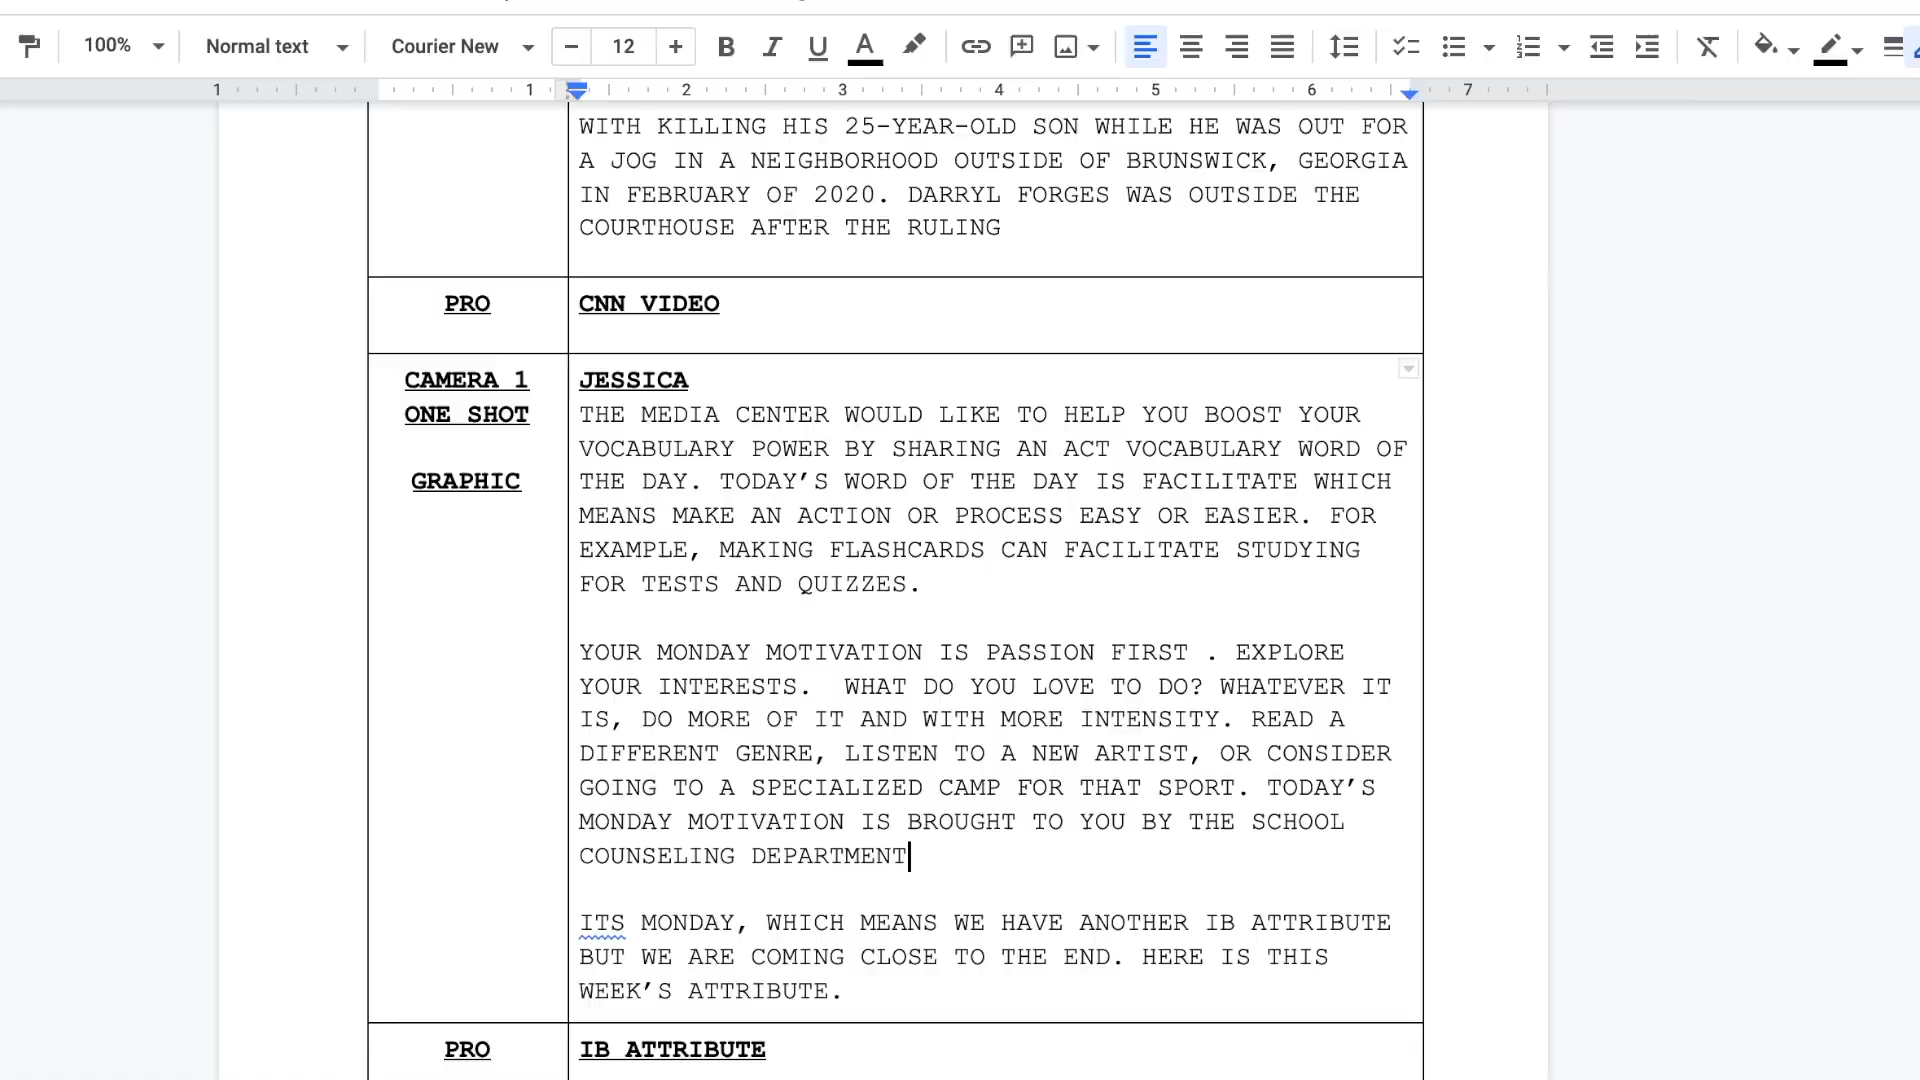 100% Normal text Courier New − 12 + B I U A
1 1 2 3 4 5 6 7
WITH KILLING HIS 25-YEAR-OLD SON WHILE HE WAS OUT FOR
A JOG IN A NEIGHBORHOOD OUTSIDE OF BRUNSWICK, GEORGIA
IN FEBRUARY OF 2020. DARRYL FORGES WAS OUTSIDE THE
COURTHOUSE AFTER THE RULING
PRO
CNN VIDEO
CAMERA 1
ONE SHOT
GRAPHIC
JESSICA
THE MEDIA CENTER WOULD LIKE TO HELP YOU BOOST YOUR
VOCABULARY POWER BY SHARING AN ACT VOCABULARY WORD OF
THE DAY. TODAY’S WORD OF THE DAY IS FACILITATE WHICH
MEANS MAKE AN ACTION OR PROCESS EASY OR EASIER. FOR
EXAMPLE, MAKING FLASHCARDS CAN FACILITATE STUDYING
FOR TESTS AND QUIZZES.
YOUR MONDAY MOTIVATION IS PASSION FIRST . EXPLORE
YOUR INTERESTS.  WHAT DO YOU LOVE TO DO? WHATEVER IT
IS, DO MORE OF IT AND WITH MORE INTENSITY. READ A
DIFFERENT GENRE, LISTEN TO A NEW ARTIST, OR CONSIDER
GOING TO A SPECIALIZED CAMP FOR THAT SPORT. TODAY’S
MONDAY MOTIVATION IS BROUGHT TO YOU BY THE SCHOOL
COUNSELING DEPARTMENT
ITS MONDAY, WHICH MEANS WE HAVE ANOTHER IB ATTRIBUTE
BUT WE ARE COMING CLOSE TO THE END. HERE IS THIS
WEEK’S ATTRIBUTE.
PRO
IB ATTRIBUTE